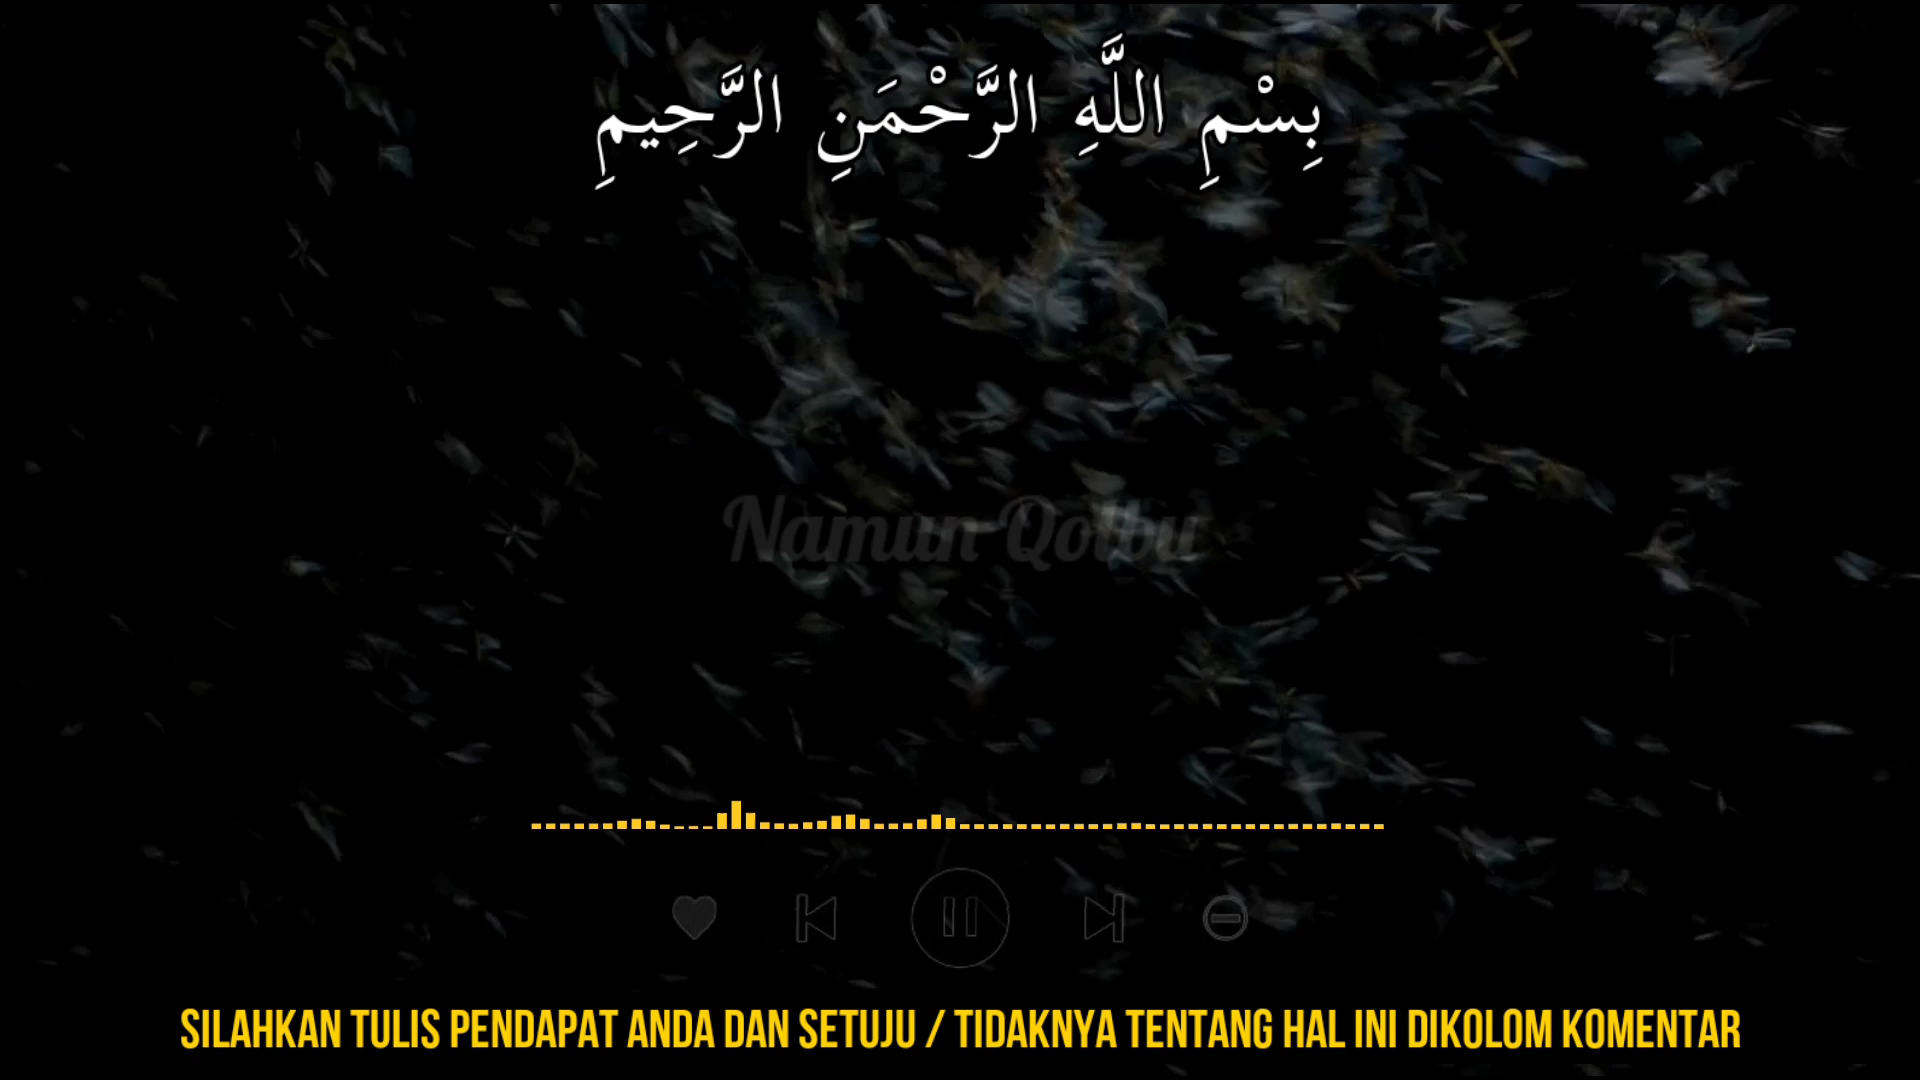 بِسْمِ اللَّهِ الرَّحْمَنِ الرَّحِيمِ
Namun Qolbu
SILAHKAN TULIS PENDAPAT ANDA DAN SETUJU / TIDAKNYA TENTANG HAL INI DIKOLOM KOMENTAR